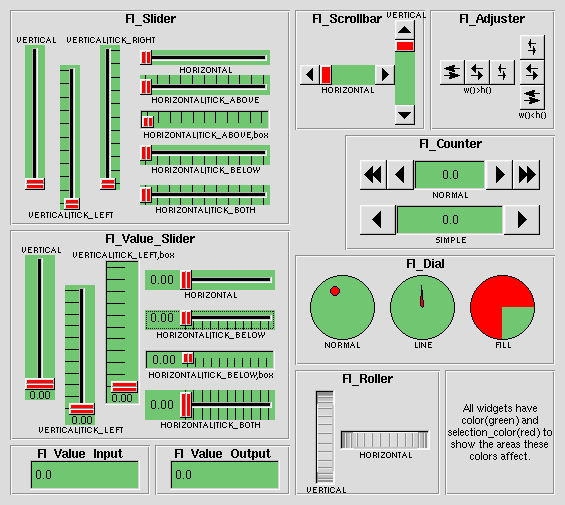 Fl_Slider
VERTICAL
VERTICAL|TICK_RIGHT
HORIZONTAL
HORIZONTAL|TICK_ABOVE
HORIZONTAL|TICK_ABOVE,box
HORIZONTAL|TICK_BELOW
HORIZONTAL|TICK_BOTH
VERTICAL|TICK_LEFT
Fl_Scrollbar
VERTICAL
HORIZONTAL
Fl_Adjuster
w()>h()
w()<h()
Fl_Counter
0.0
NORMAL
0.0
SIMPLE
Fl_Value_Slider
VERTICAL
VERTICAL|TICK_LEFT,box
0.00
HORIZONTAL
0.00
HORIZONTAL|TICK_BELOW
0.00
HORIZONTAL|TICK_BELOW,box
0.00
HORIZONTAL|TICK_BOTH
0.00
0.00
0.00
VERTICAL|TICK_LEFT
Fl_Dial
NORMAL
LINE
FILL
Fl_Roller
HORIZONTAL
VERTICAL
All widgets have
color(green) and
selection_color(red) to
show the areas these
colors affect.
Fl_Value_Input
0.0
Fl_Value_Output
0.0